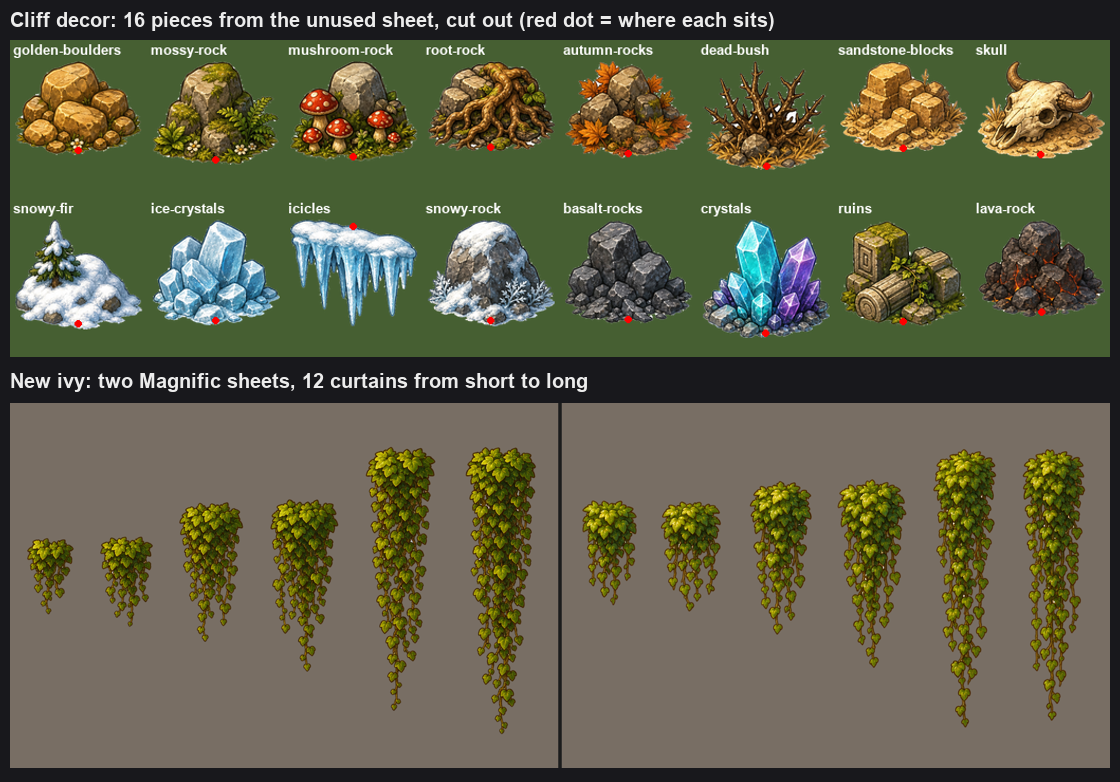 Cliff decor: 16 pieces from the unused sheet, cut out (red dot = where each sits)
golden-boulders mossy-rock mushroom-rock root-rock autumn-rocks dead-bush sandstone-blocks skull
snowy-fir ice-crystals icicles snowy-rock basalt-rocks crystals ruins lava-rock
New ivy: two Magnific sheets, 12 curtains from short to long